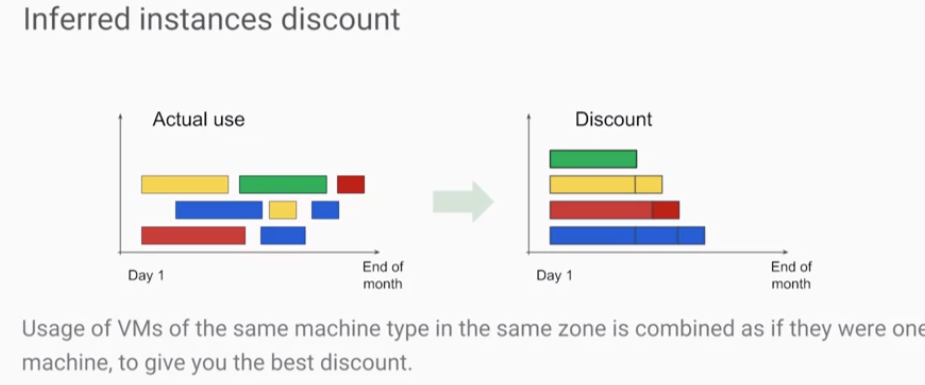 Inferred instances discount
Actual use
Discount
Day 1
End of
month
Day 1
End of
month
Usage of VMs of the same machine type in the same zone is combined as if they were one
machine, to give you the best discount.